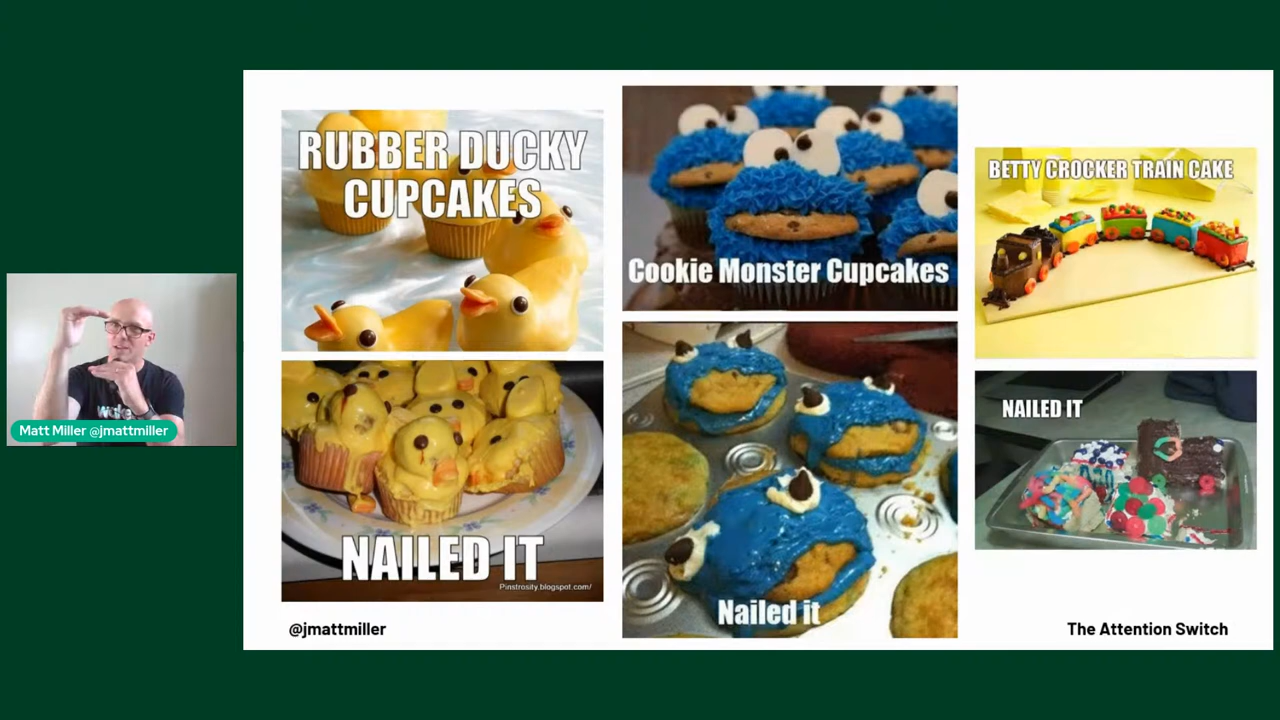 RUBBER DUCKY
CUPCAKES
NAILED IT
Pinstrosity.blogspot.com/
Cookie Monster Cupcakes
Nailed it
BETTY CROCKER TRAIN CAKE
NAILED IT
Matt Miller @jmattmiller
@jmattmiller
The Attention Switch